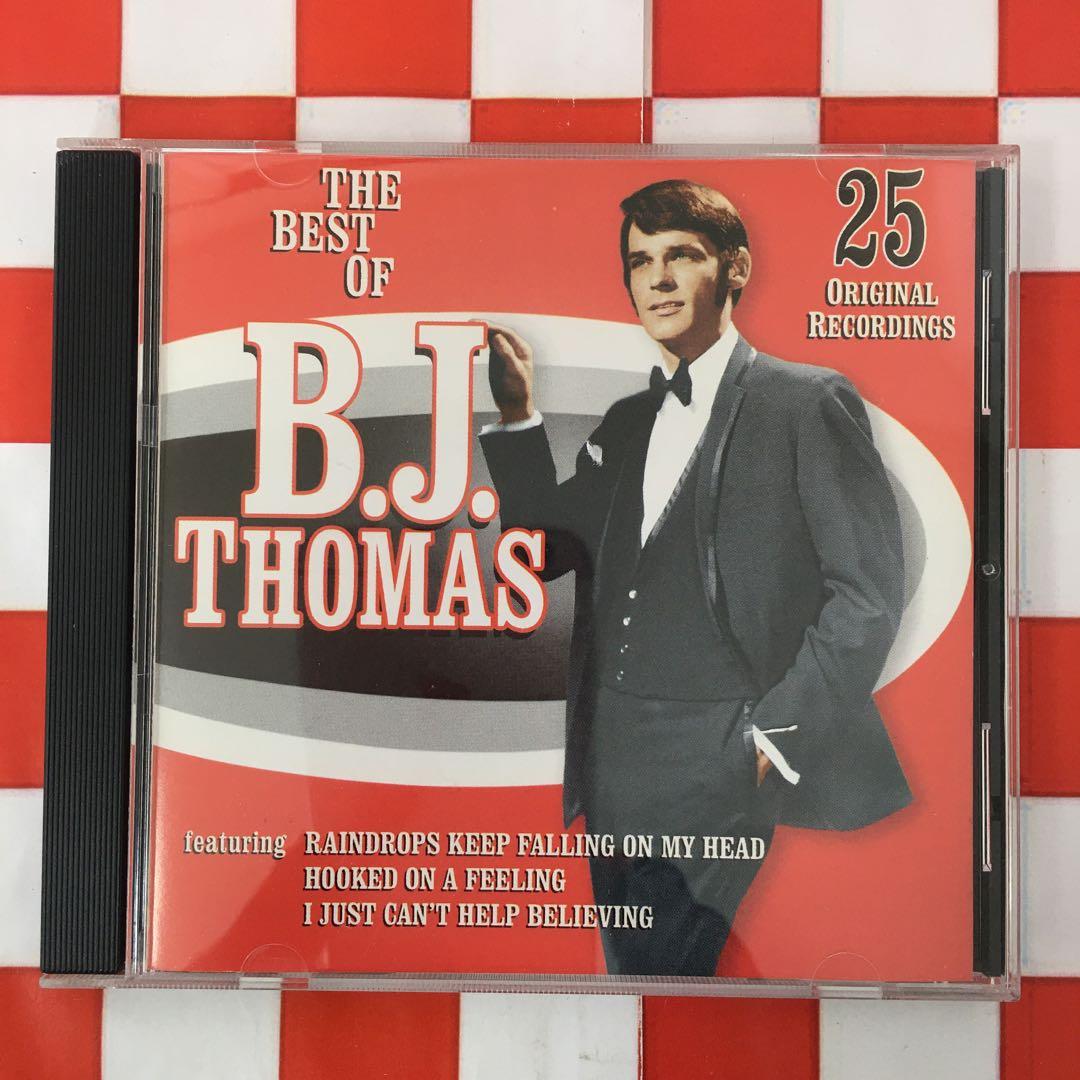 THE
BEST
OF
B.J.
THOMAS
25
ORIGINAL
RECORDINGS
featuring RAINDROPS KEEP FALLING ON MY HEAD
HOOKED ON A FEELING
I JUST CAN'T HELP BELIEVING